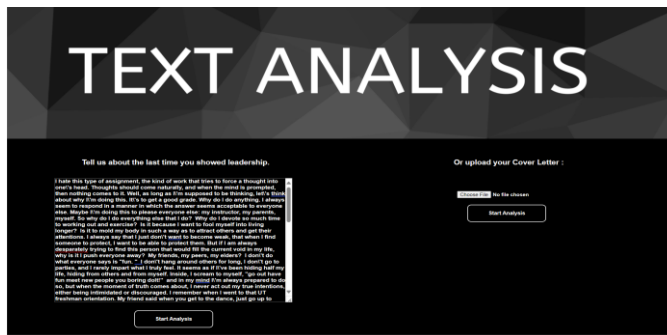 TEXT ANALYSIS
Tell us about the last time you showed leadership.
I hate this type of assignment, the kind of work that tries to force a thought into
one\'s head. Thoughts should come naturally, and when the mind is prompted,
then nothing comes to it. Well, as long as I\'m supposed to be thinking, let\'s think
about why I\'m doing this. It\'s to get a good grade. Why do I do anything. I always
seem to respond in a manner in which the answer seems acceptable to everyone
else. Maybe I\'m doing this to please everyone else: my instructor, my parents,
myself. So why do I do everything else that I do? Why do I devote so much time
to working out and exercise? Is it because I want to fool myself into living
longer? Is it to mold my body in such a way as to attract others and get their
attentions. I always say that I just don\'t want to become weak, that when I find
someone to protect, I want to be able to protect them. But if I am always
desperately trying to find this person that would fill the current void in my life,
why is it I push everyone away? My friends, my peers, my elders? I don\'t do
what everyone says is "fun. " I don\'t hang around others for long, I don\'t go to
parties, and I rarely impart what I truly feel. It seems as if I\'ve been hiding half my
life, hiding from others and from myself. Inside, I scream to myself, "go out have
fun meet new people you boring dolt!" and in my mind I\'m always prepared to do
so, but when the moment of truth comes about, I never act out my true intentions,
either being intimidated or discouraged. I remember when I went to that UT
freshman orientation. My friend said when you get to the dance, just go up to
Start Analysis
Or upload your Cover Letter :
Choose File No file chosen
Start Analysis